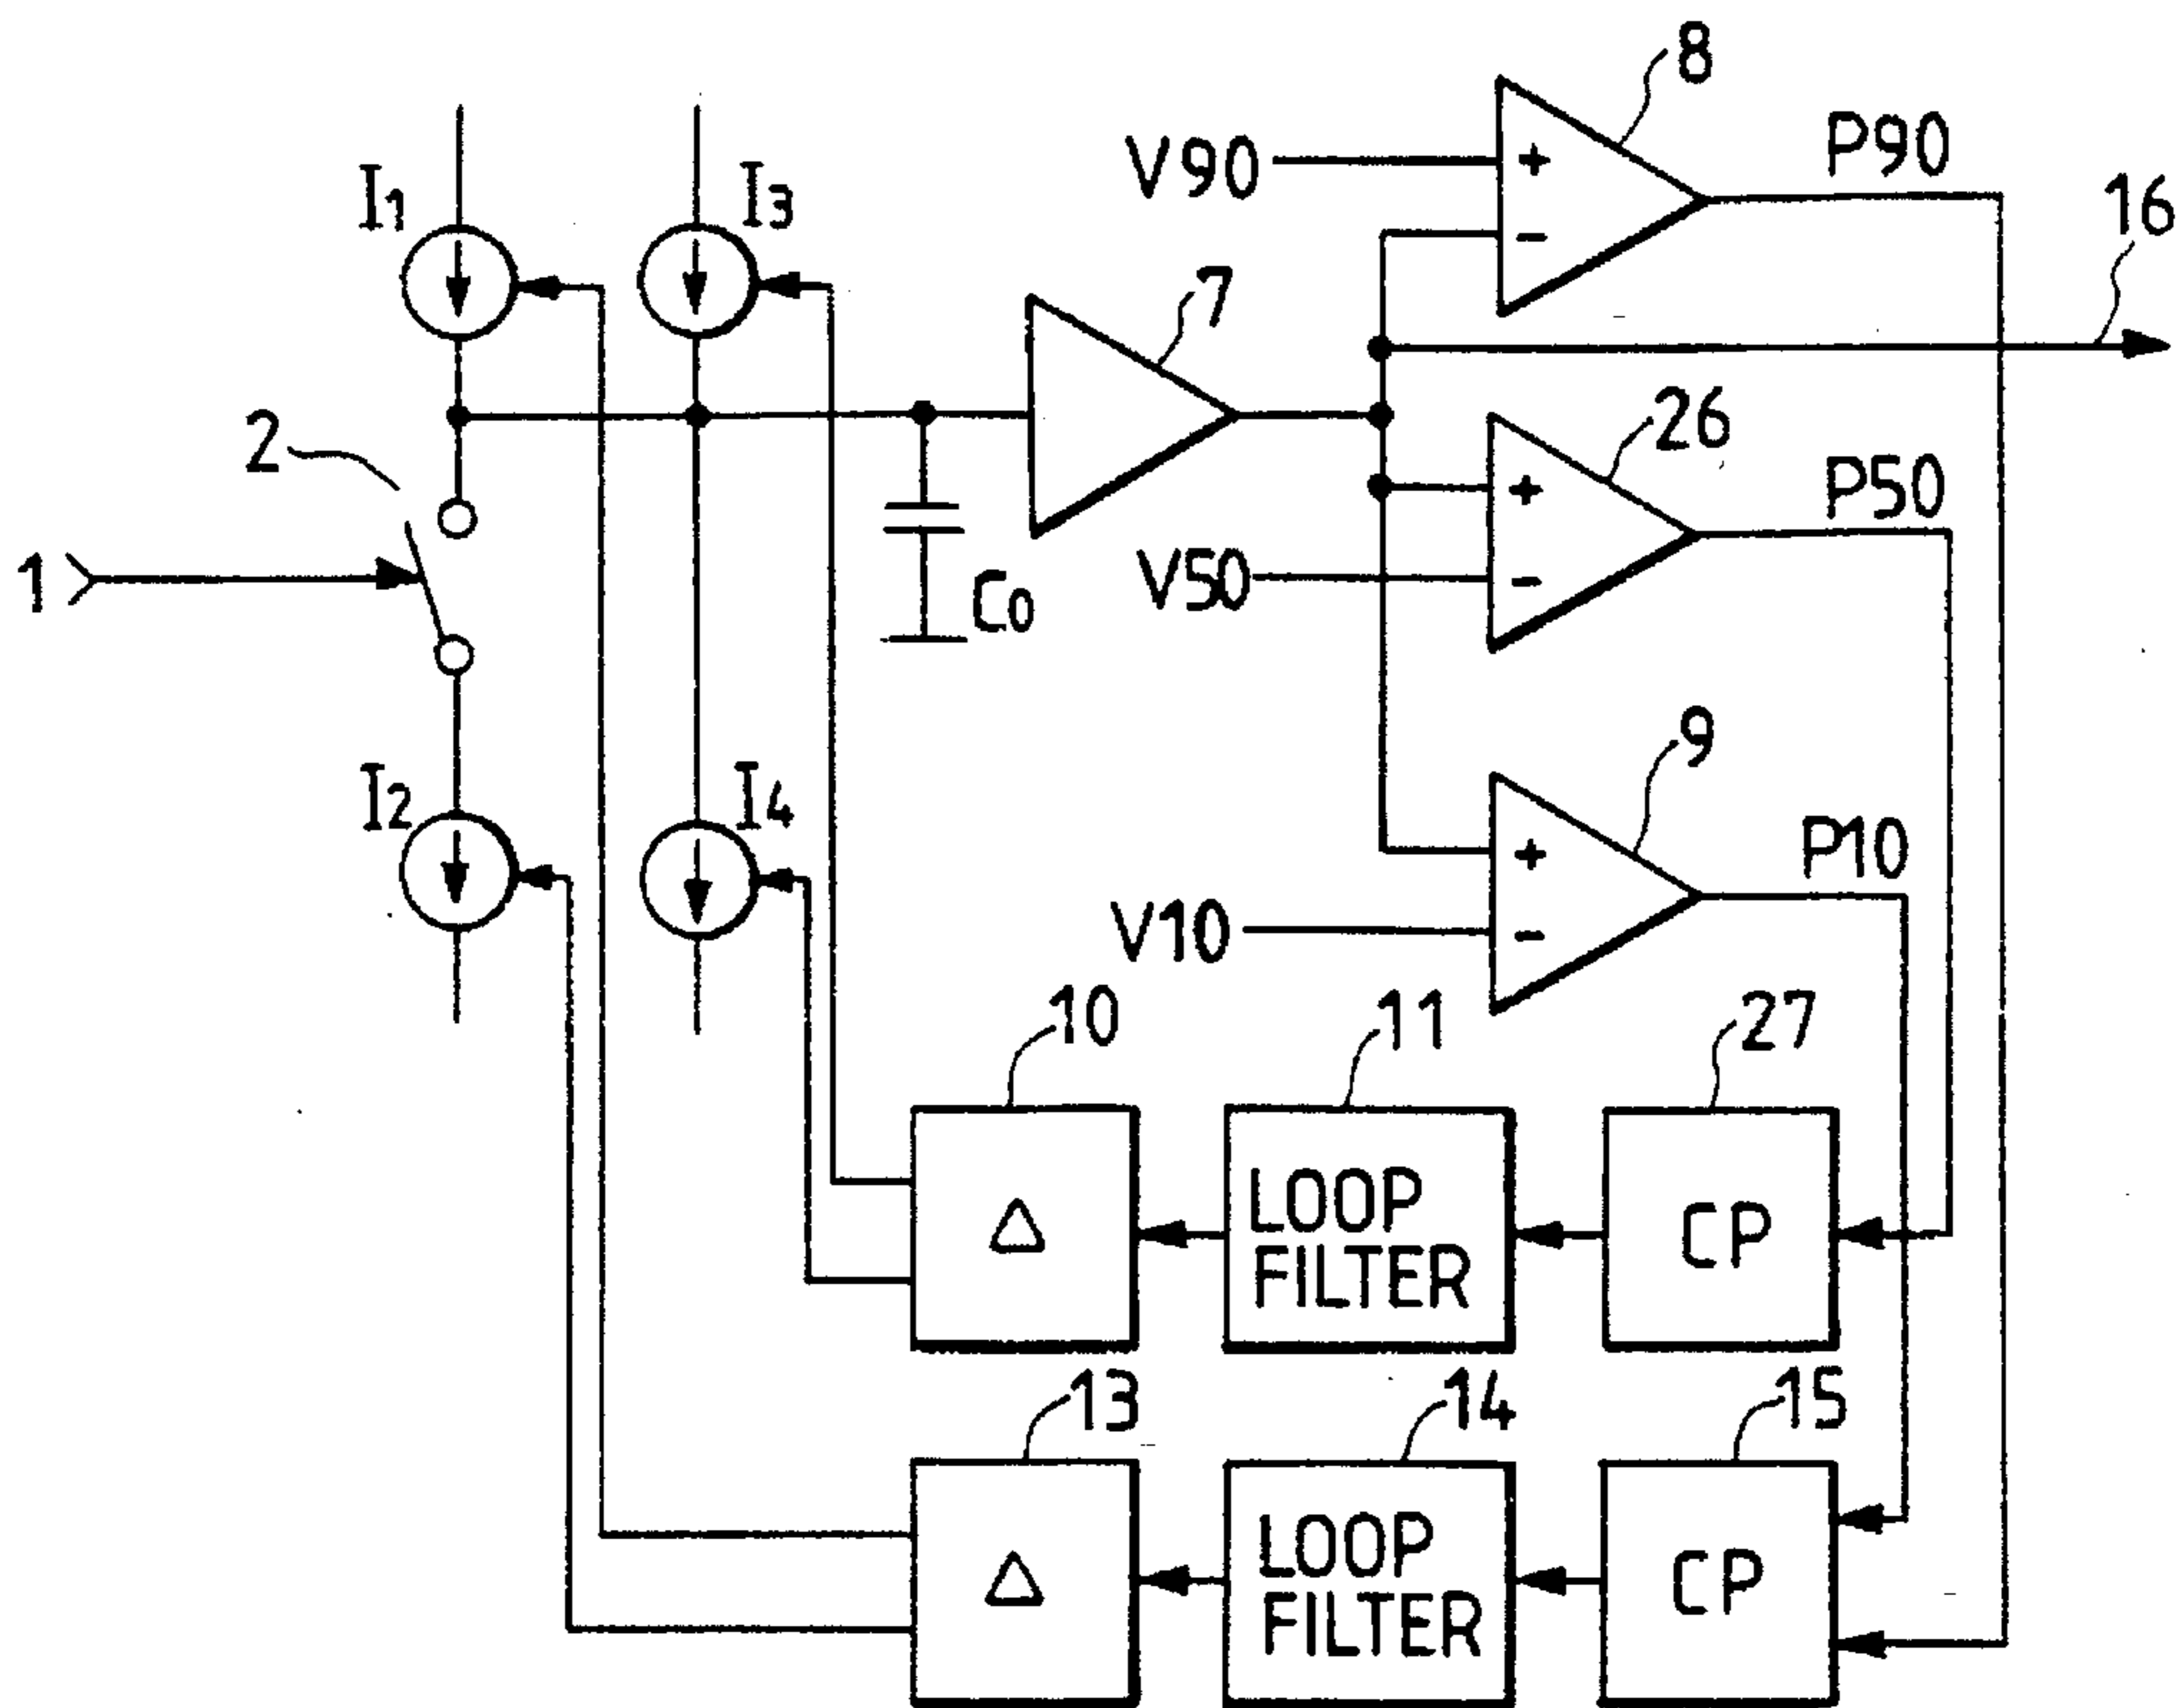 8
V90
+
-
P90
16
I1
I3
7
2
26
+
-
P50
1
V50
C0
I2
I4
9
+
-
P10
V10
10
11
27
△
LOOP
FILTER
CP
13
14
15
△
LOOP
FILTER
CP